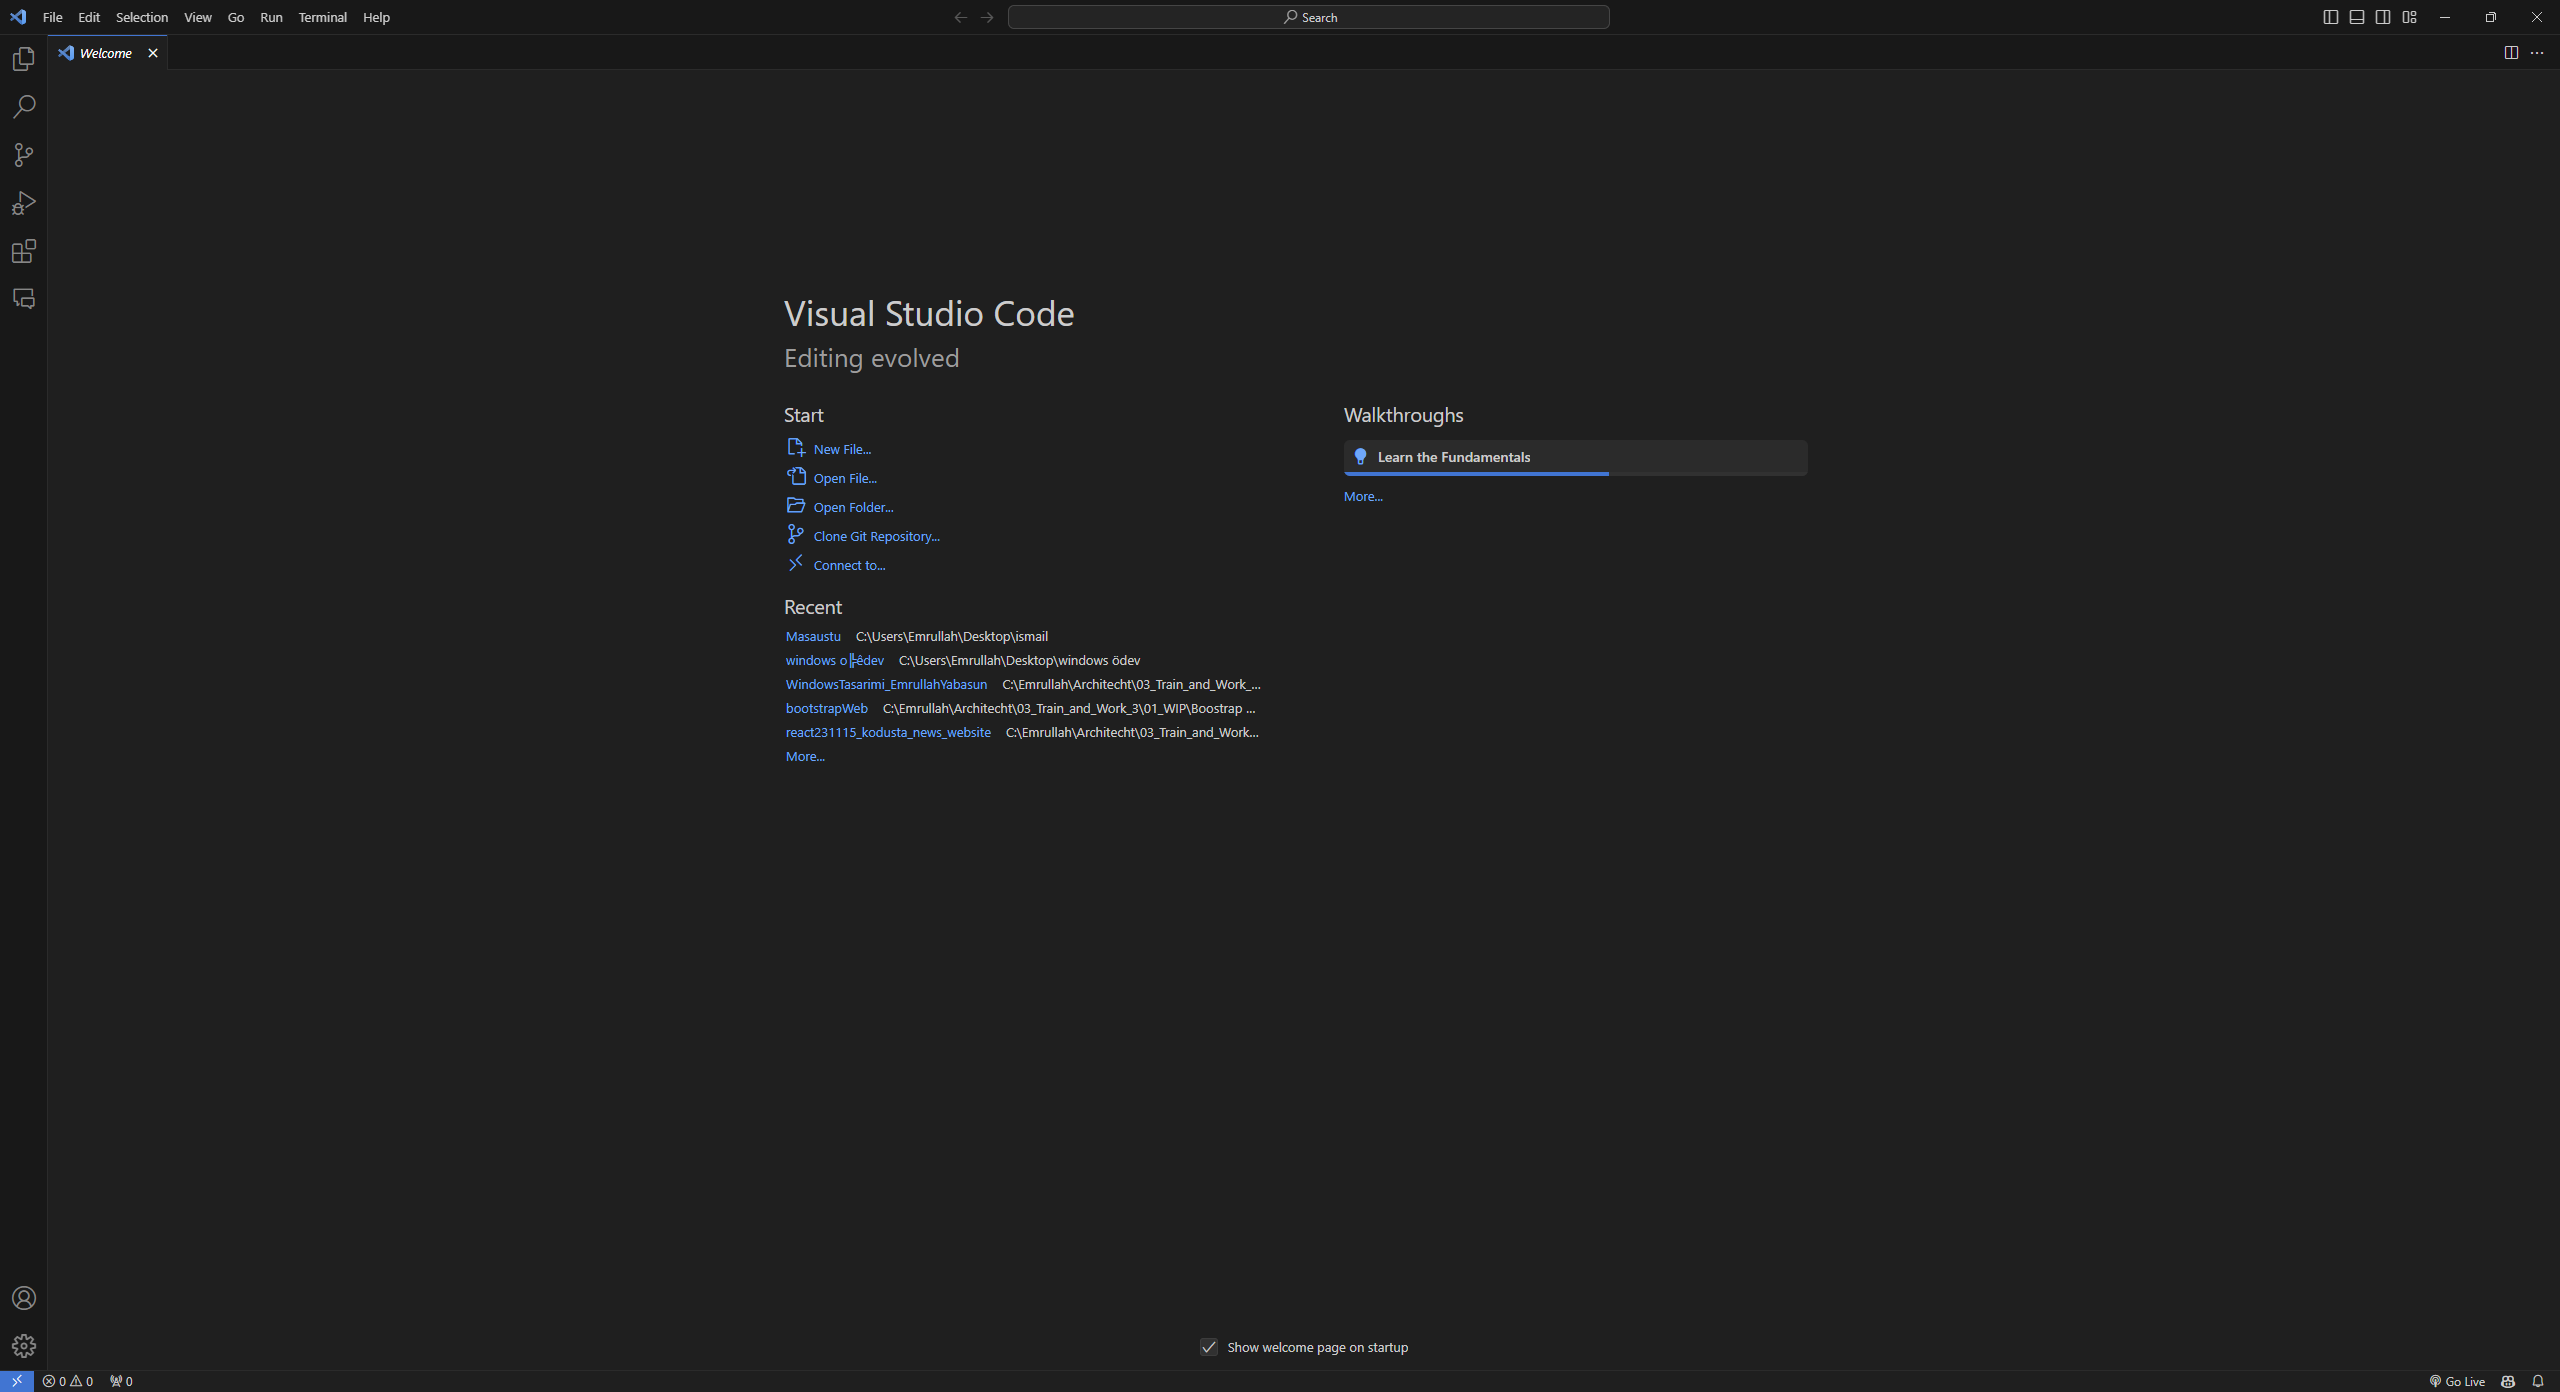 File Edit Selection View Go Run Terminal Help
Search
Welcome
Visual Studio Code
Editing evolved
Start
New File...
Open File...
Open Folder...
Clone Git Repository...
Connect to...
Recent
Masaustu C:\Users\Emrullah\Desktop\ismail
windows o╠êdev C:\Users\Emrullah\Desktop\windows ödev
WindowsTasarimi_EmrullahYabasun C:\Emrullah\Architecht\03_Train_and_Work_...
bootstrapWeb C:\Emrullah\Architecht\03_Train_and_Work_3\01_WIP\Boostrap ...
react231115_kodusta_news_website C:\Emrullah\Architecht\03_Train_and_Work...
More...
Walkthroughs
Learn the Fundamentals
More...
Show welcome page on startup
0 0 0
Go Live